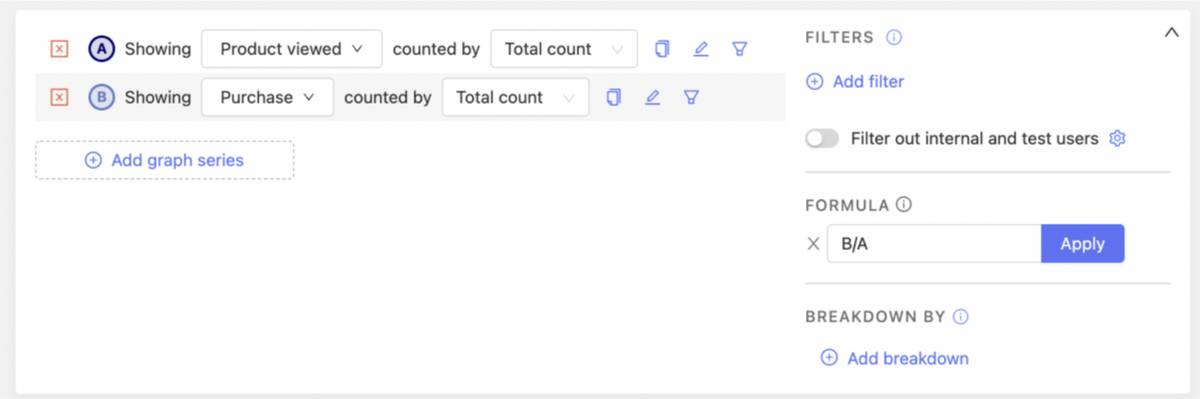 A Showing Product viewed counted by Total count
B Showing Purchase counted by Total count
Add graph series
FILTERS
Add filter
Filter out internal and test users
FORMULA
B/A Apply
BREAKDOWN BY
Add breakdown